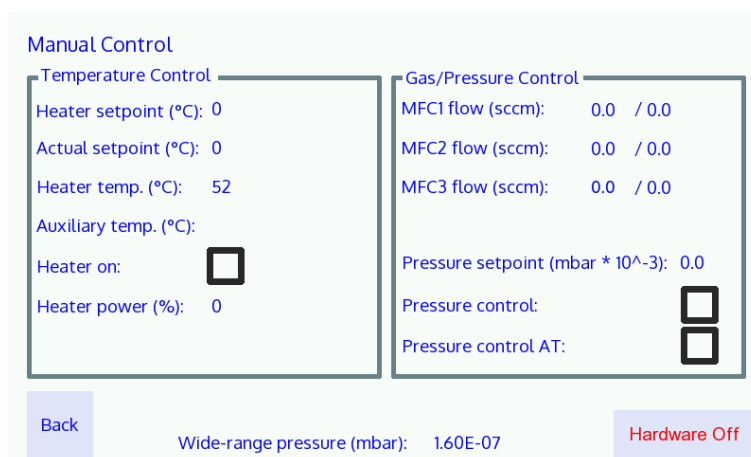 Manual Control
Temperature Control
Heater setpoint (°C): 0
Actual setpoint (°C): 0
Heater temp. (°C): 52
Auxiliary temp. (°C):
Heater on:
Heater power (%): 0
Gas/Pressure Control
MFC1 flow (sccm): 0.0 / 0.0
MFC2 flow (sccm): 0.0 / 0.0
MFC3 flow (sccm): 0.0 / 0.0
Pressure setpoint (mbar * 10^-3): 0.0
Pressure control:
Pressure control AT:
Back
Wide-range pressure (mbar): 1.60E-07
Hardware Off